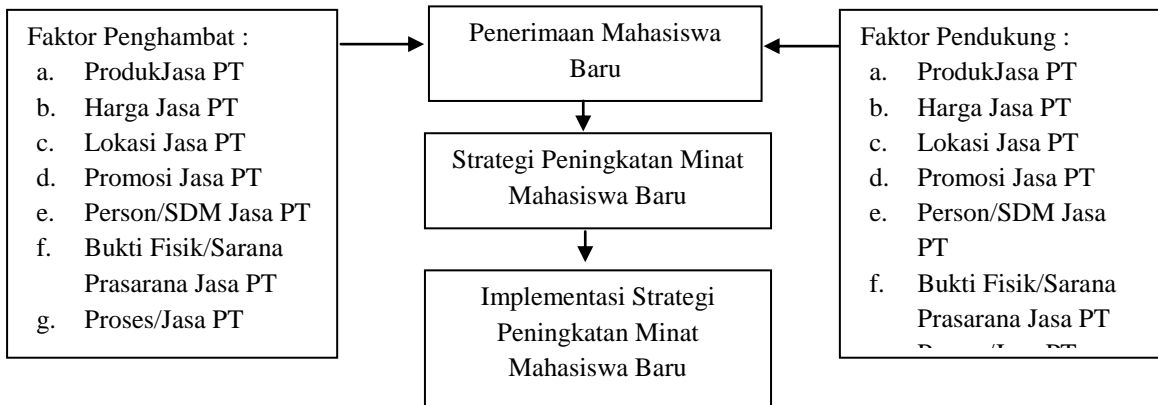 Faktor Penghambat :
a. ProdukJasa PT
b. Harga Jasa PT
c. Lokasi Jasa PT
d. Promosi Jasa PT
e. Person/SDM Jasa PT
f. Bukti Fisik/Sarana
Prasarana Jasa PT
g. Proses/Jasa PT
Penerimaan Mahasiswa
Baru
Strategi Peningkatan Minat
Mahasiswa Baru
Implementasi Strategi
Peningkatan Minat
Mahasiswa Baru
Faktor Pendukung :
a. ProdukJasa PT
b. Harga Jasa PT
c. Lokasi Jasa PT
d. Promosi Jasa PT
e. Person/SDM Jasa
PT
f. Bukti Fisik/Sarana
Prasarana Jasa PT